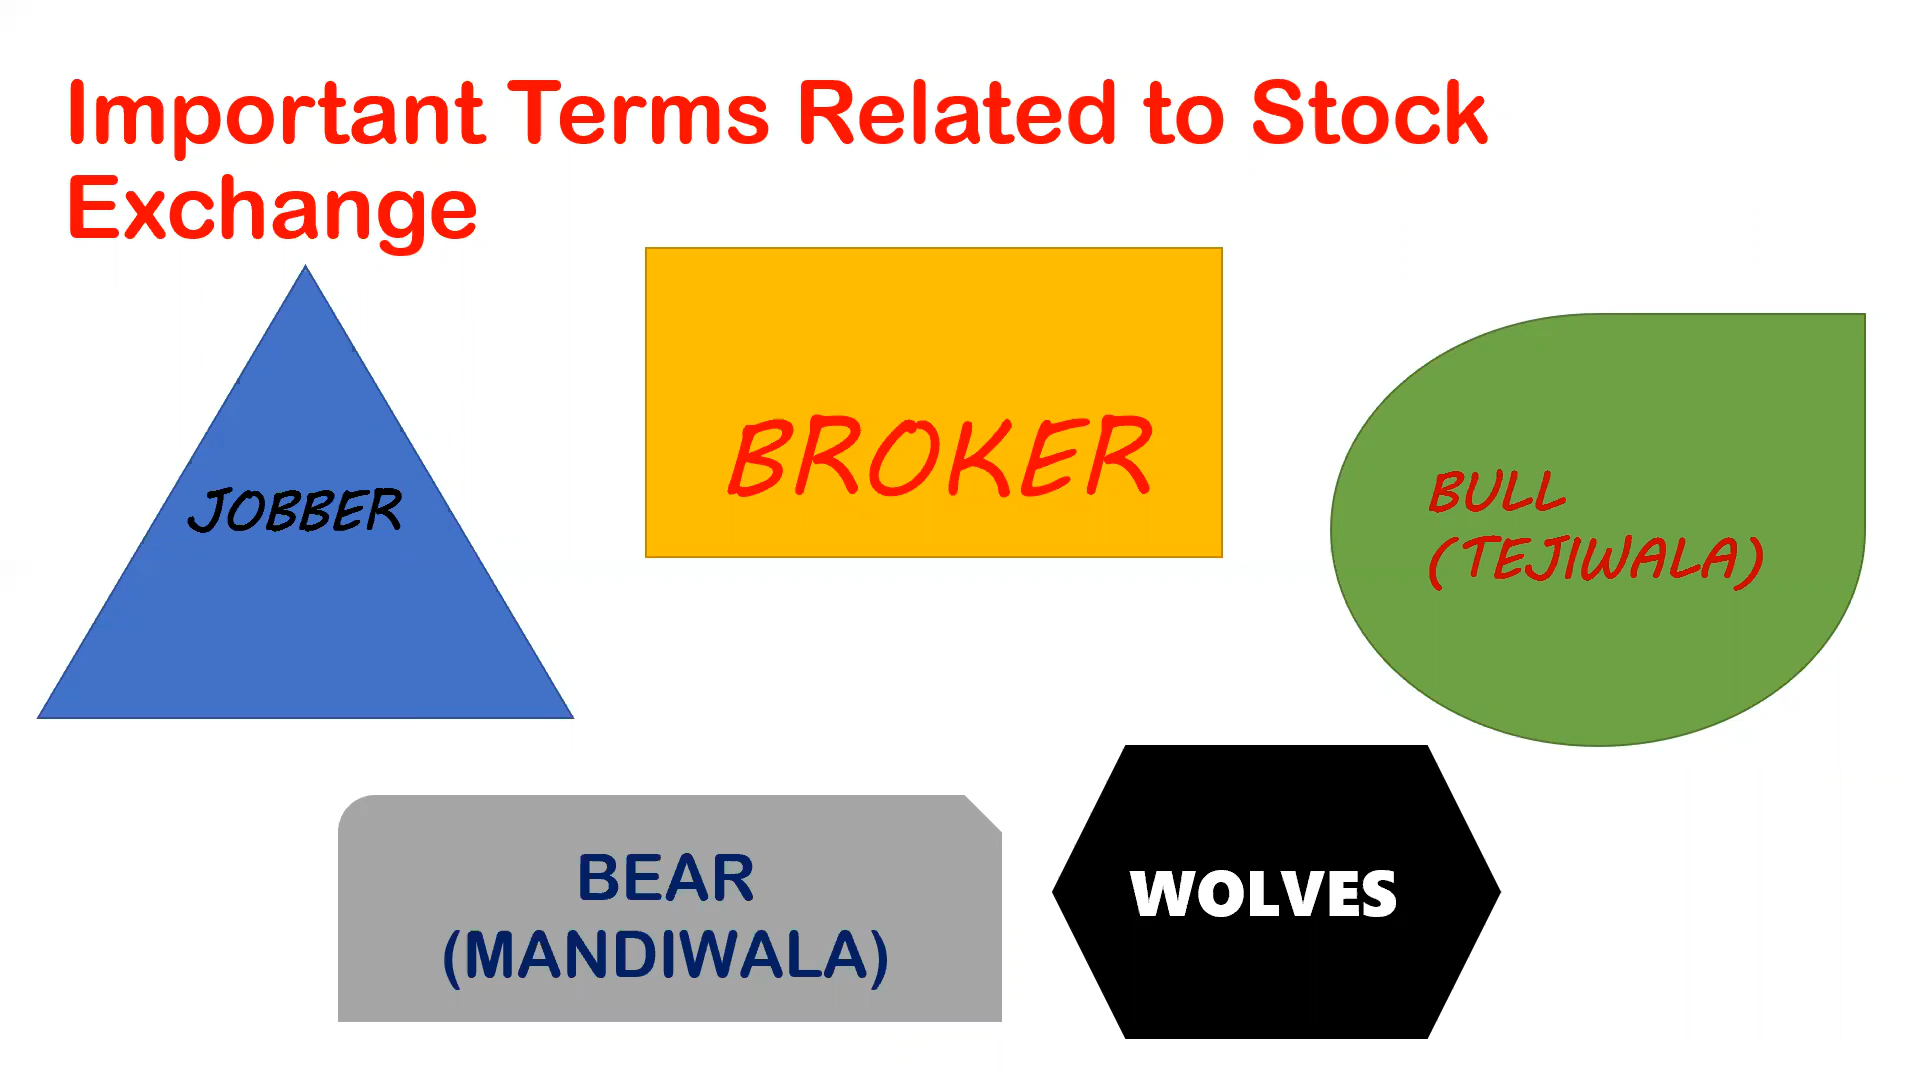 Important Terms Related to Stock
Exchange
JOBBER
BROKER
BULL
(TEJIWALA)
BEAR
(MANDIWALA)
WOLVES